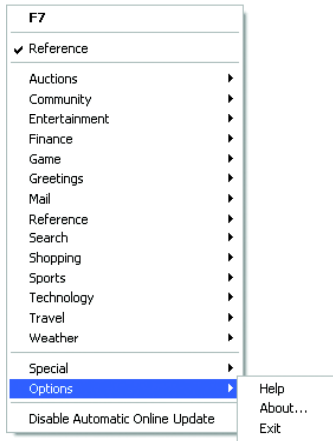 F7
Reference
Auctions
Community
Entertainment
Finance
Game
Greetings
Mail
Reference
Search
Shopping
Sports
Technology
Travel
Weather
Special
Options
Help
About...
Exit
Disable Automatic Online Update